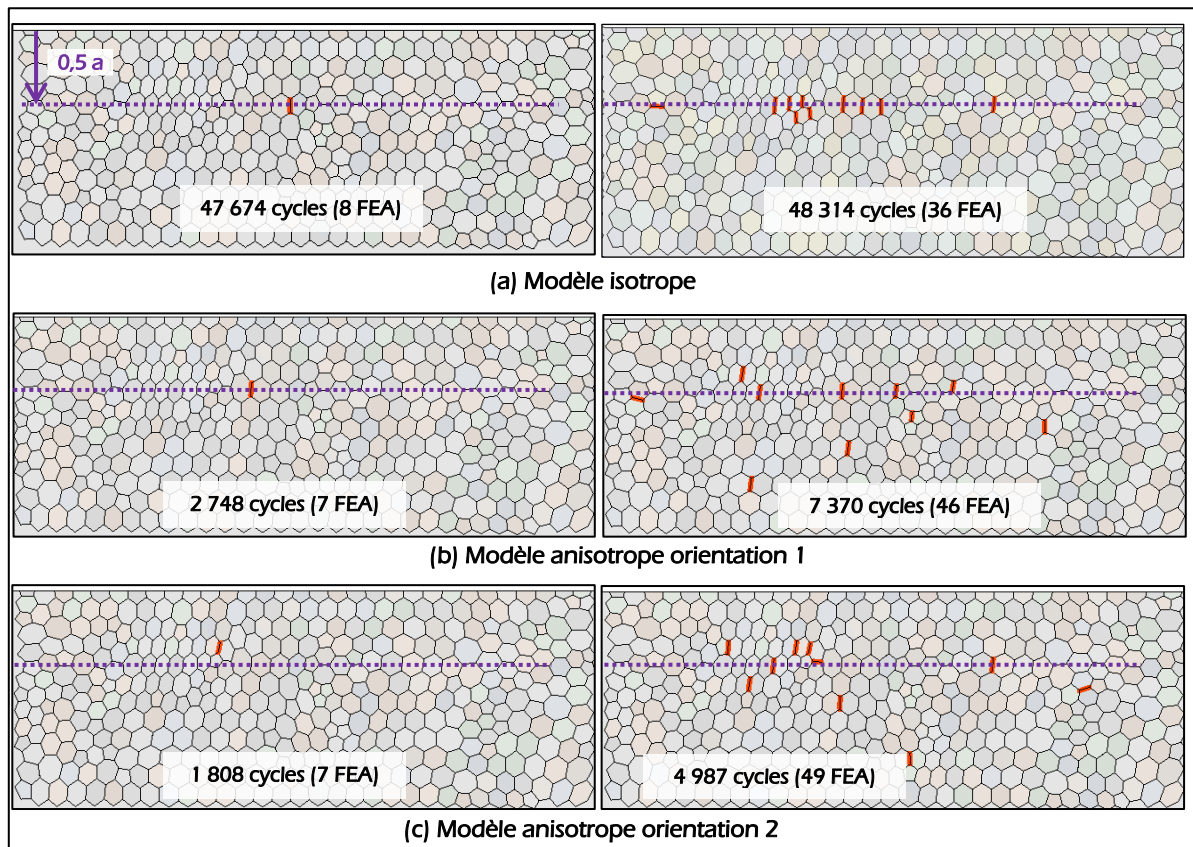 0,5 a
47 674 cycles (8 FEA)
48 314 cycles (36 FEA)
(a) Modèle isotrope
2 748 cycles (7 FEA)
7 370 cycles (46 FEA)
(b) Modèle anisotrope orientation 1
1 808 cycles (7 FEA)
4 987 cycles (49 FEA)
(c) Modèle anisotrope orientation 2